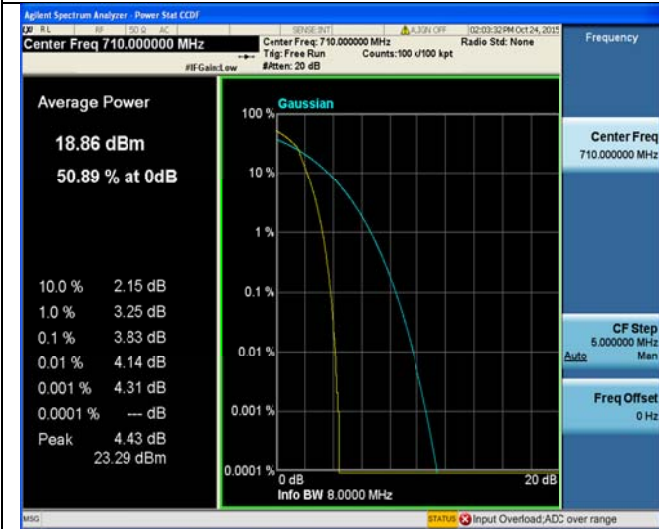 Agilent Spectrum Analyzer - Power Stat CCDF
RL RF 50 Ω AC SENSE:INT ALIGN OFF 02:03:32 PM Oct 24, 2015
Center Freq 710.000000 MHz
Center Freq: 710.000000 MHz
Radio Std: None
Trig: Free Run Counts:100 k/100 kpt
#IFGain:Low
#Atten: 20 dB
Frequency
Average Power
18.86 dBm
50.89 % at 0dB
10.0 % 2.15 dB
1.0 % 3.25 dB
0.1 % 3.83 dB
0.01 % 4.14 dB
0.001 % 4.31 dB
0.0001 % --- dB
Peak 4.43 dB
23.29 dBm
Gaussian
100 %
10 %
1 %
0.1 %
0.01 %
0.001 %
0.0001 %
0 dB
20 dB
Info BW 8.0000 MHz
Center Freq
710.000000 MHz
CF Step
5.000000 MHz
Auto Man
Freq Offset
0 Hz
MSG
STATUS Input Overload;ADC over range